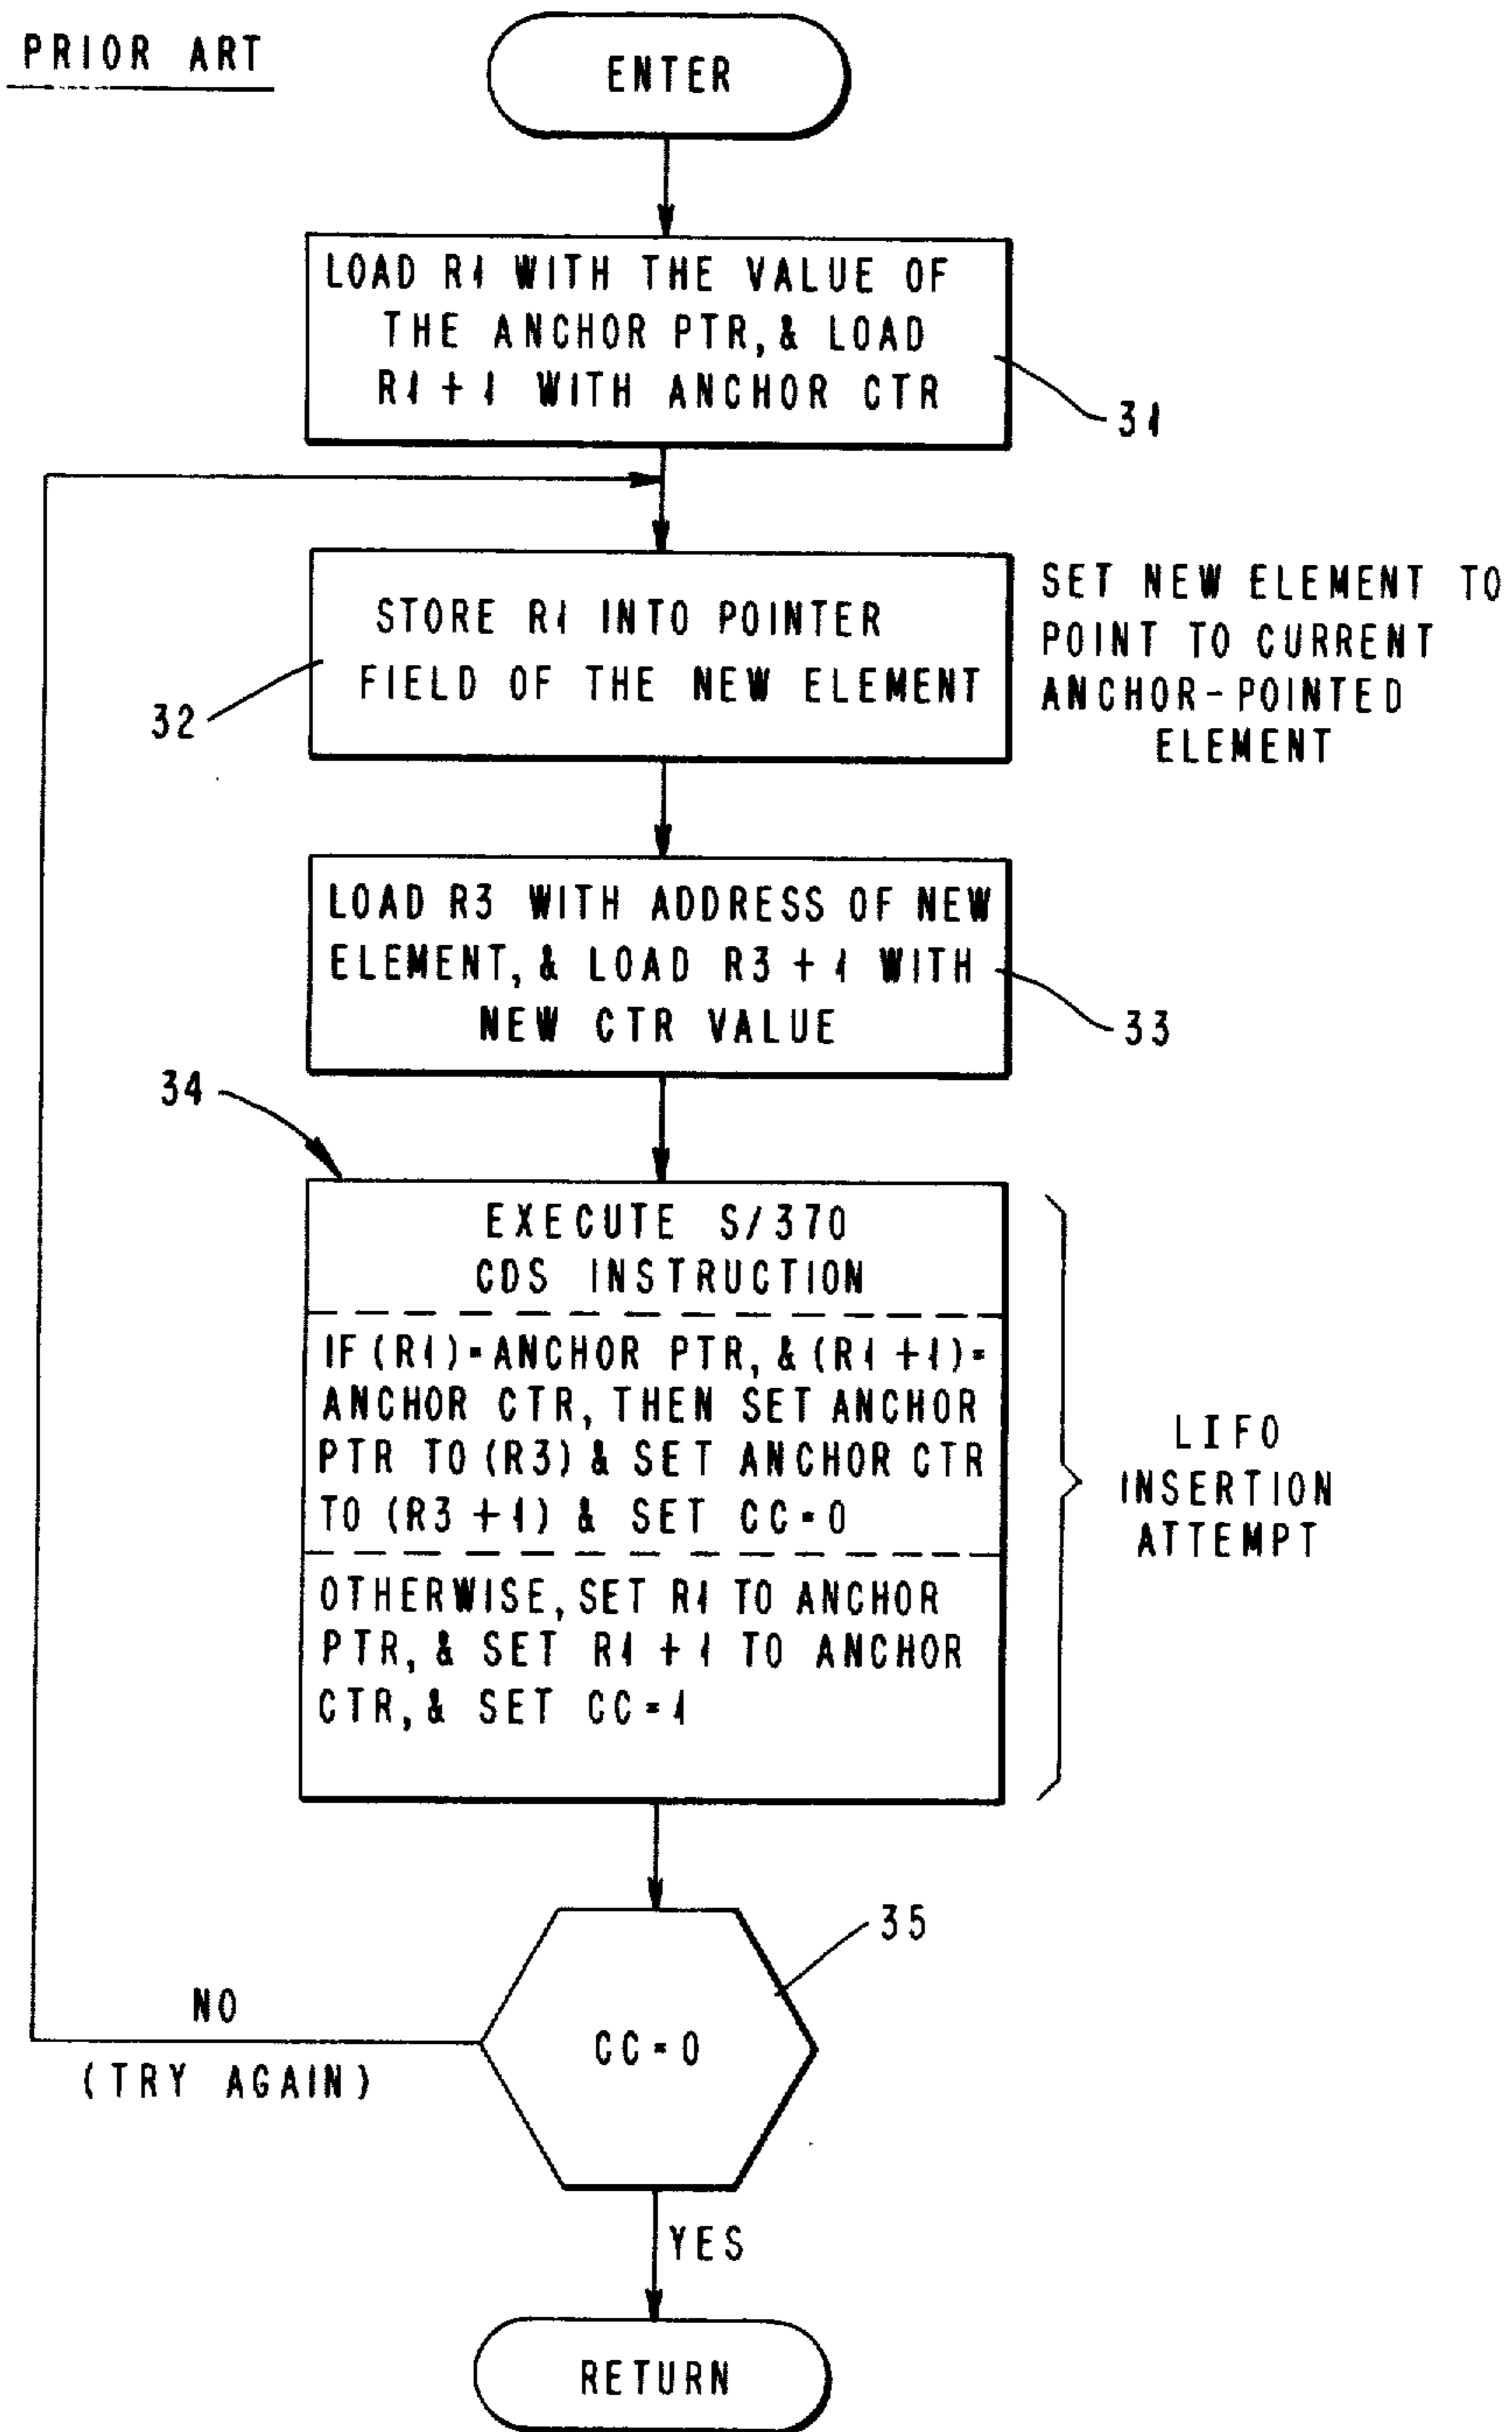 PRIOR ART
ENTER
LOAD R1 WITH THE VALUE OF
THE ANCHOR PTR, & LOAD
R1 + 1 WITH ANCHOR CTR
31
STORE R1 INTO POINTER
FIELD OF THE NEW ELEMENT
32
SET NEW ELEMENT TO
POINT TO CURRENT
ANCHOR-POINTED
ELEMENT
LOAD R3 WITH ADDRESS OF NEW
ELEMENT, & LOAD R3 + 1 WITH
NEW CTR VALUE
33
34
EXECUTE S/370
CDS INSTRUCTION
IF (R1) = ANCHOR PTR, & (R1 + 1) =
ANCHOR CTR, THEN SET ANCHOR
PTR TO (R3) & SET ANCHOR CTR
TO (R3 + 1) & SET CC = 0
OTHERWISE, SET R1 TO ANCHOR
PTR, & SET R1 + 1 TO ANCHOR
CTR, & SET CC = 1
LIFO
INSERTION
ATTEMPT
35
CC = 0
NO
(TRY AGAIN)
YES
RETURN